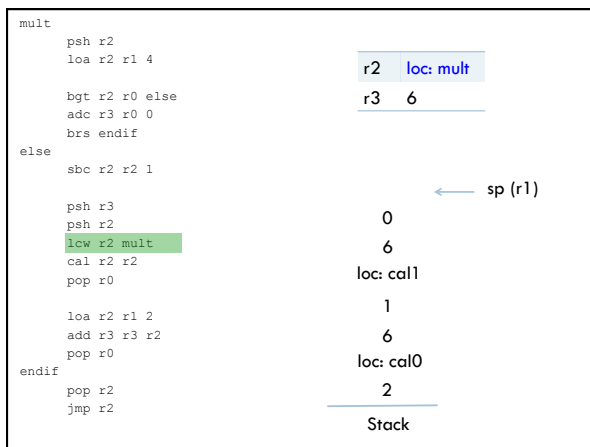 mult
psh r2
loa r2 r1 4
bgt r2 r0 else
adc r3 r0 0
brs endif
else
sbc r2 r2 1
psh r3
psh r2
lcw r2 mult
cal r2 r2
pop r0
loa r2 r1 2
add r3 r3 r2
pop r0
endif
pop r2
jmp r2
r2 loc: mult
r3 6
sp (r1)
0
6
loc: cal1
1
6
loc: cal0
2
Stack